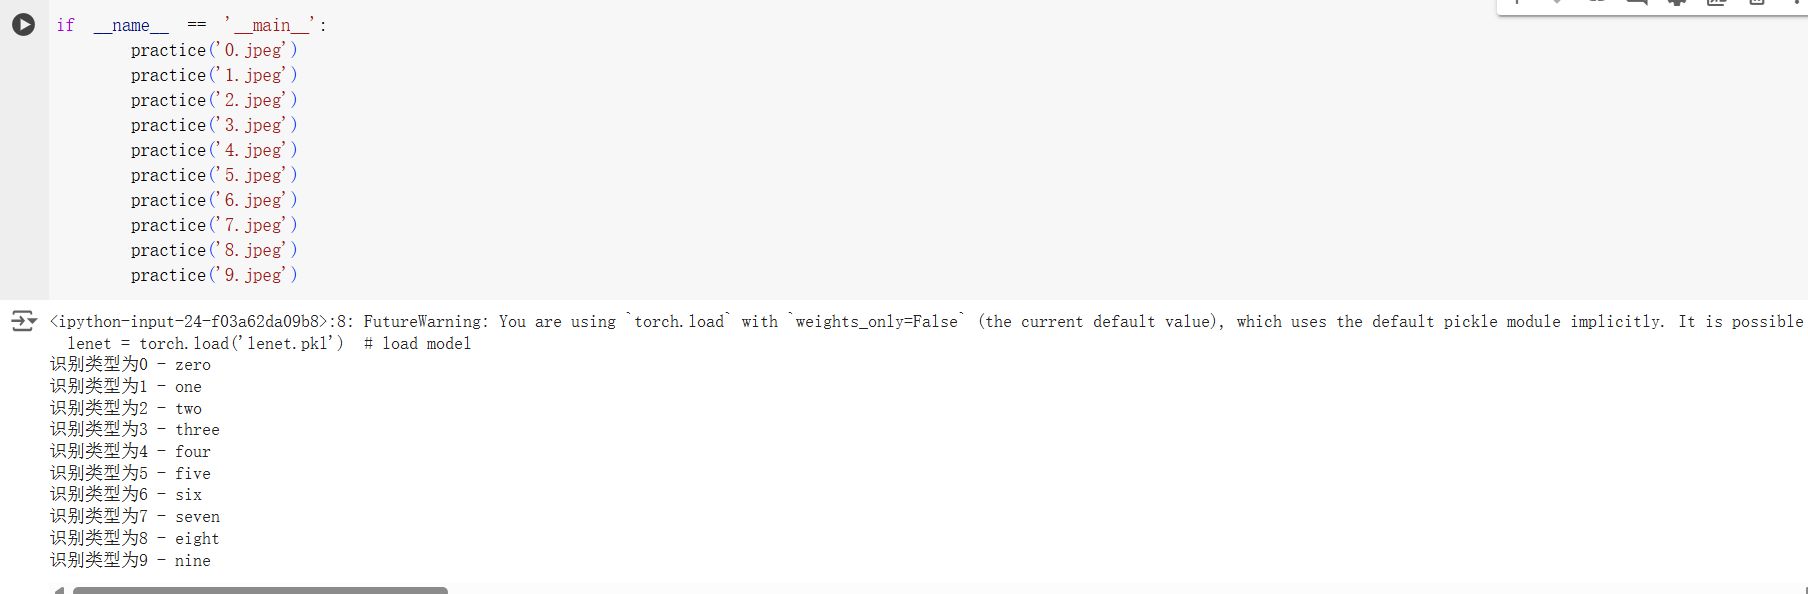 if __name__ == '__main__':
practice('0.jpeg')
practice('1.jpeg')
practice('2.jpeg')
practice('3.jpeg')
practice('4.jpeg')
practice('5.jpeg')
practice('6.jpeg')
practice('7.jpeg')
practice('8.jpeg')
practice('9.jpeg')
<ipython-input-24-f03a62da09b8>:8: FutureWarning: You are using `torch.load` with `weights_only=False` (the current default value), which uses the default pickle module implicitly. It is possible
lenet = torch.load('lenet.pkl')  # load model
识别类型为0 - zero
识别类型为1 - one
识别类型为2 - two
识别类型为3 - three
识别类型为4 - four
识别类型为5 - five
识别类型为6 - six
识别类型为7 - seven
识别类型为8 - eight
识别类型为9 - nine